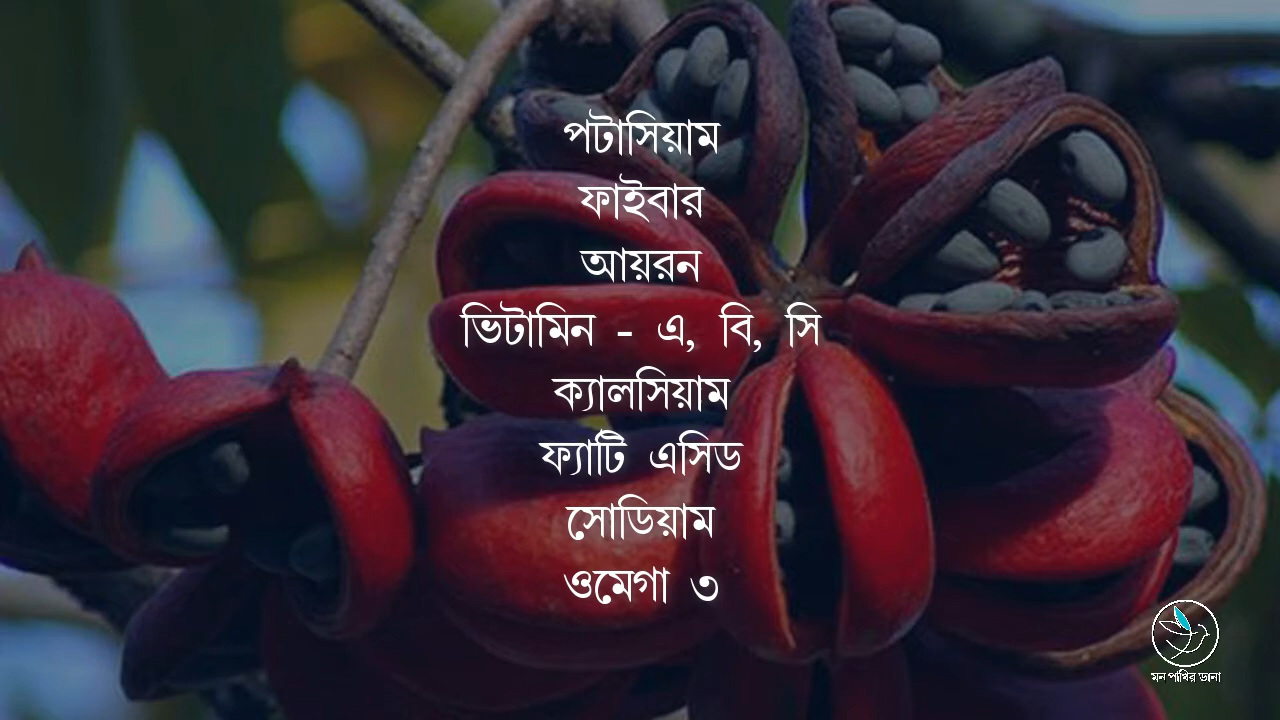 পটাসিয়াম
ফাইবার
আয়রন
ভিটামিন - এ, বি, সি
ক্যালসিয়াম
ফ্যাটি এসিড
সোডিয়াম
ওমেগা ৩
মন পাখির ডানা